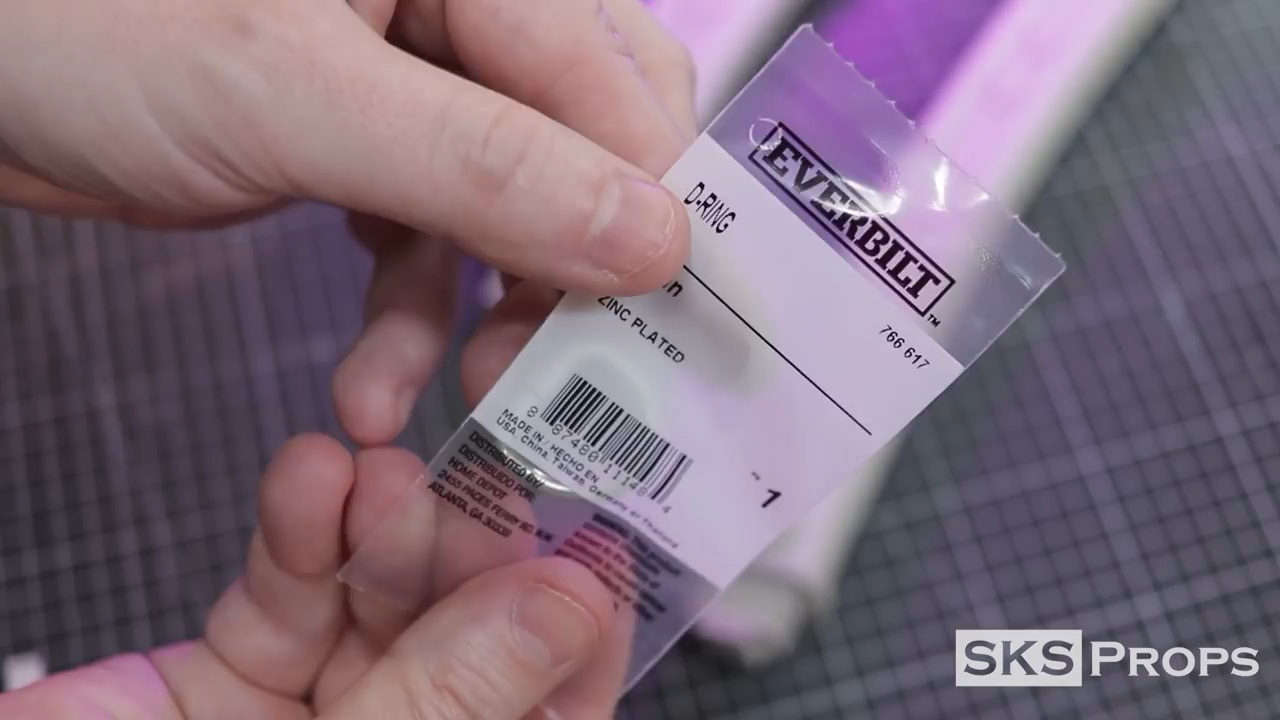 EVERBILT™
766 617
D-RING
ZINC PLATED
1
MADE IN / HECHO EN
USA, China, Taiwan, Germany or Thailand
DISTRIBUTED BY/
DISTRIBUIDO POR:
HOME DEPOT
2455 PACES FERRY RD. N.W.
ATLANTA, GA 30339
SKS PROPS